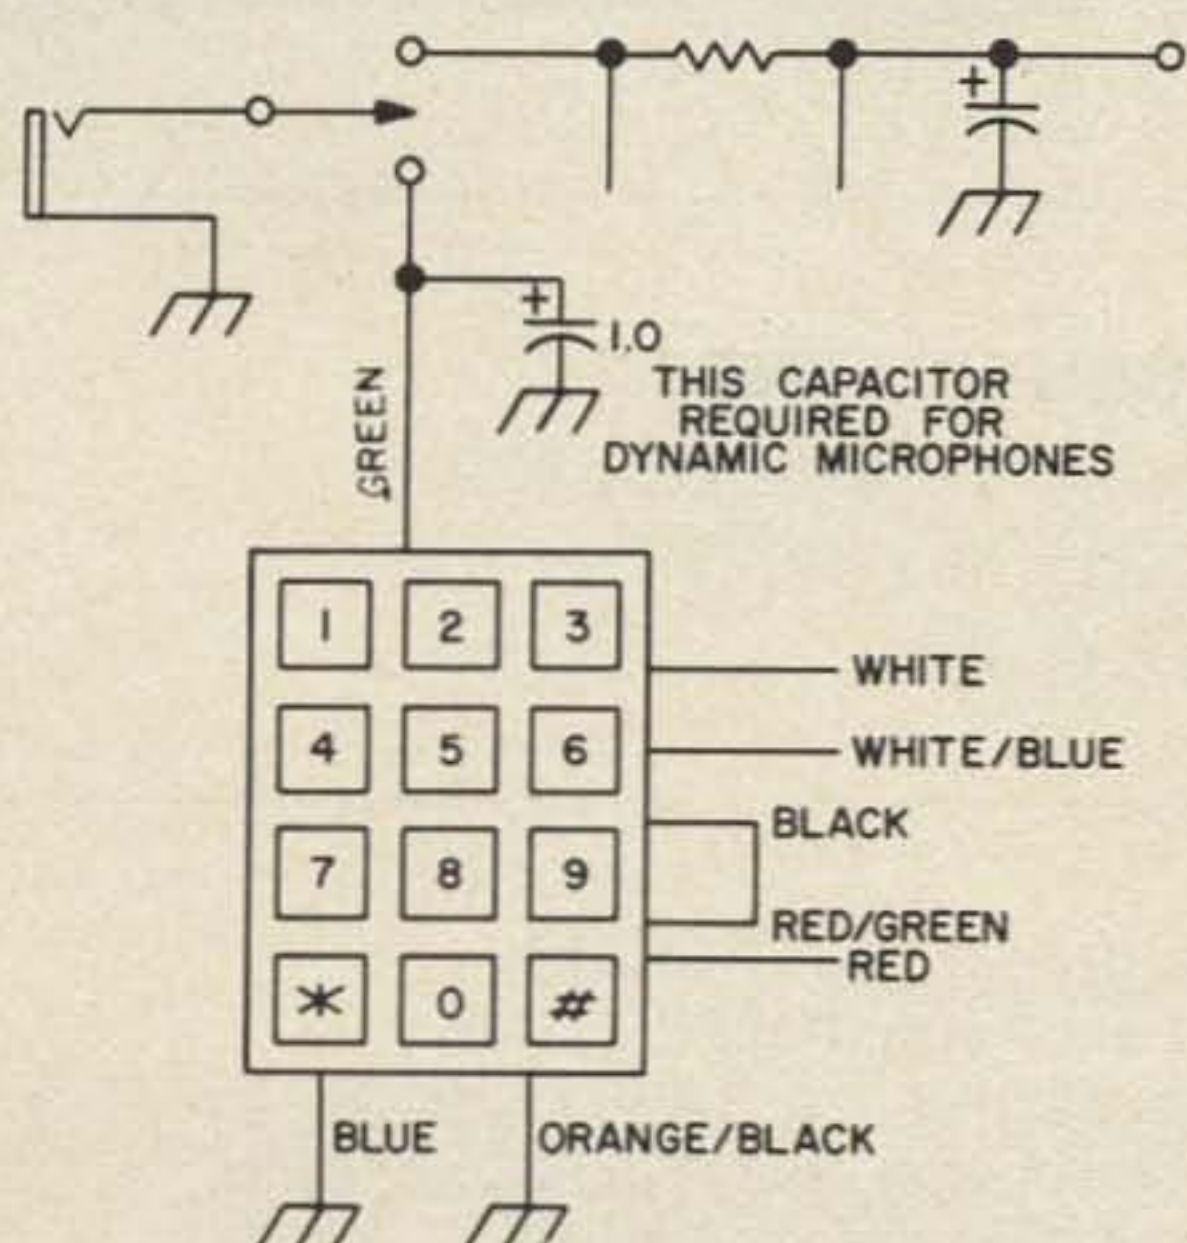 +
+
1.0
THIS CAPACITOR
REQUIRED FOR
DYNAMIC MICROPHONES
GREEN
1 2 3
WHITE
4 5 6
WHITE/BLUE
BLACK
7 8 9
RED/GREEN
RED
* 0 #
BLUE
ORANGE/BLACK